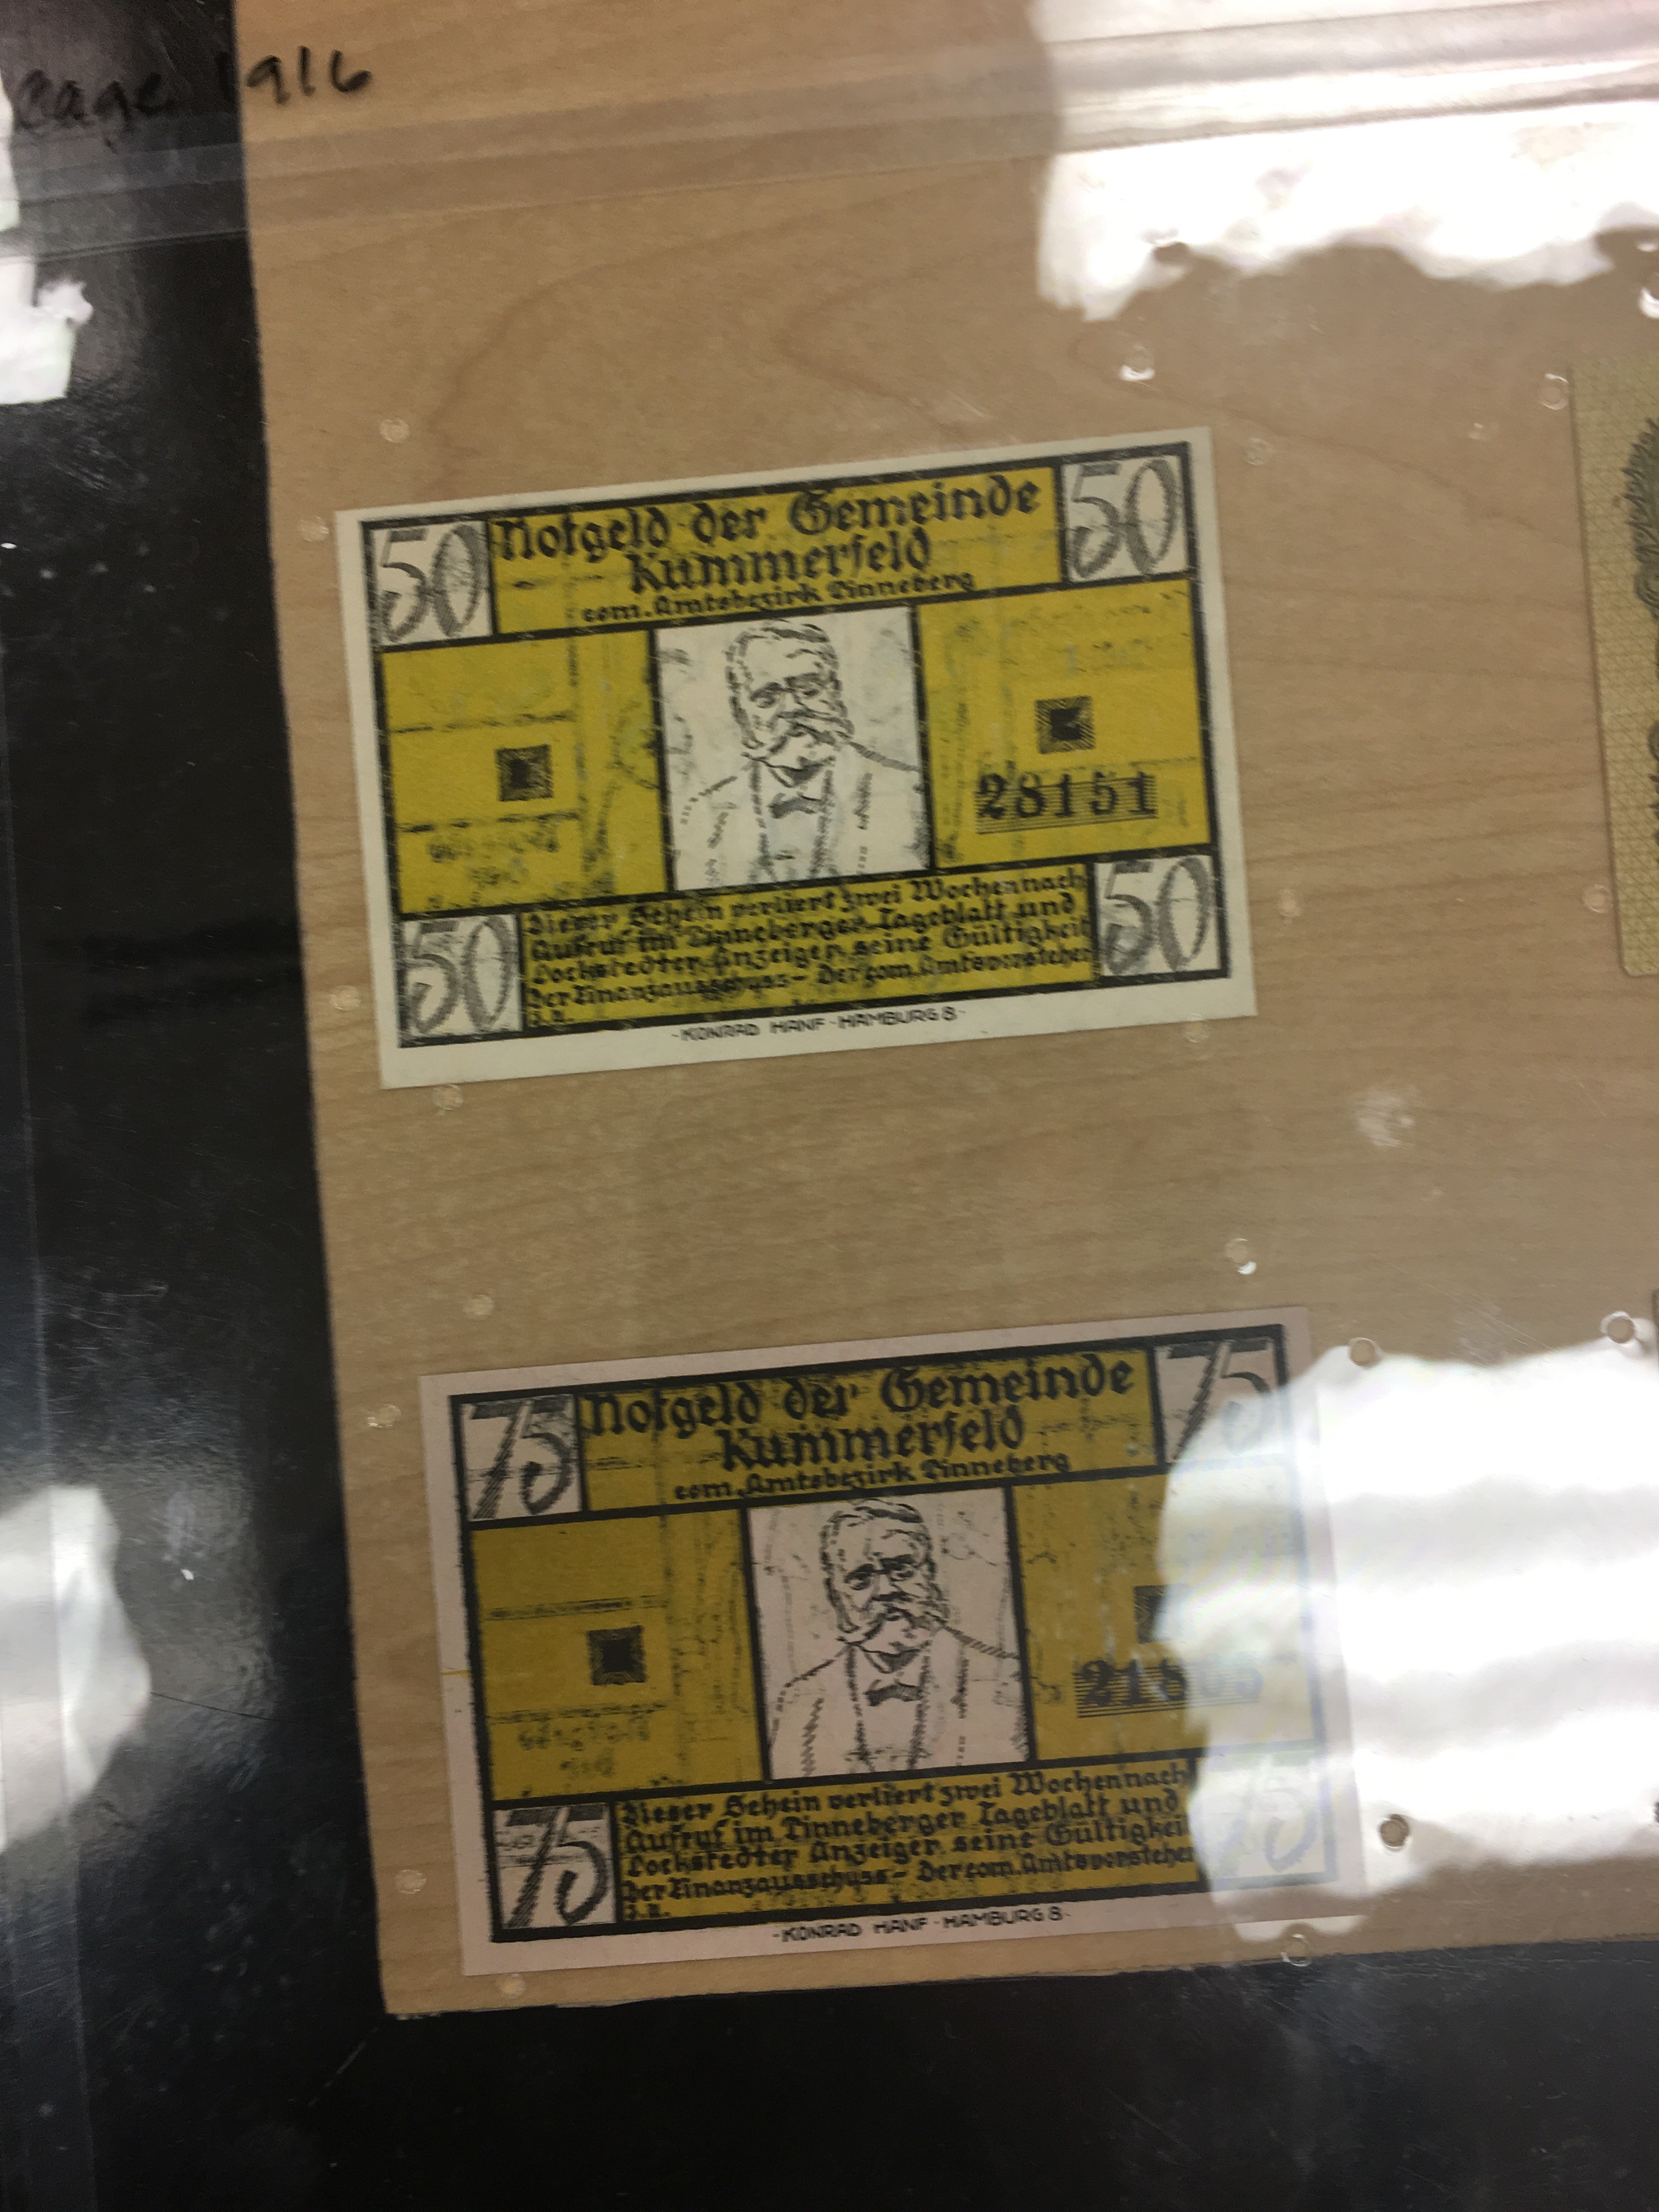 1916
50 Notgeld der Gemeinde 50
Kummerfeld
com. Amtsbezirk Pinneberg
28151
50 Dieser Schein verliert zwei Wochen nach 50
Aufruf im Pinneberger Tageblatt und
Lockstedter Anzeiger seine Gültigkeit
Der Finanzausschuss - Der com. Amtsvorsteher
J.A.
-KONRAD HANF-HAMBURG 8-
75 Notgeld der Gemeinde 75
Kummerfeld
com. Amtsbezirk Pinneberg
75 Dieser Schein verliert zwei Wochen nach 75
Aufruf im Pinneberger Tageblatt und
Lockstedter Anzeiger seine
Der Finanzausschuss - Der com. Amtsvorsteher
J.A.
-KONRAD HANF-HAMBURG 8-